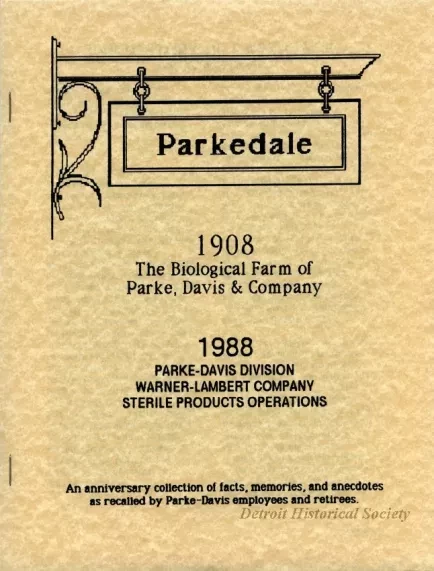 Parkedale
1908
The Biological Farm of
Parke, Davis & Company
1988
PARKE-DAVIS DIVISION
WARNER-LAMBERT COMPANY
STERILE PRODUCTS OPERATIONS
An anniversary collection of facts, memories, and anecdotes
as recalled by Parke-Davis employees and retirees.
Detroit Historical Society